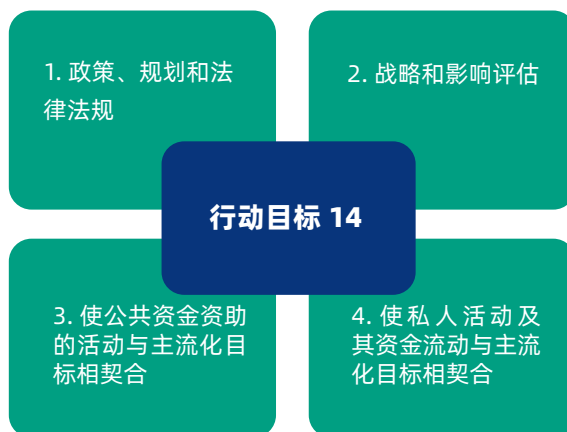 1. 政策、规划和法
律法规
2. 战略和影响评估
行动目标 14
3. 使公共资金资助
的活动与主流化目
标相契合
4. 使私人活动及
其资金流动与主流
化目标相契合